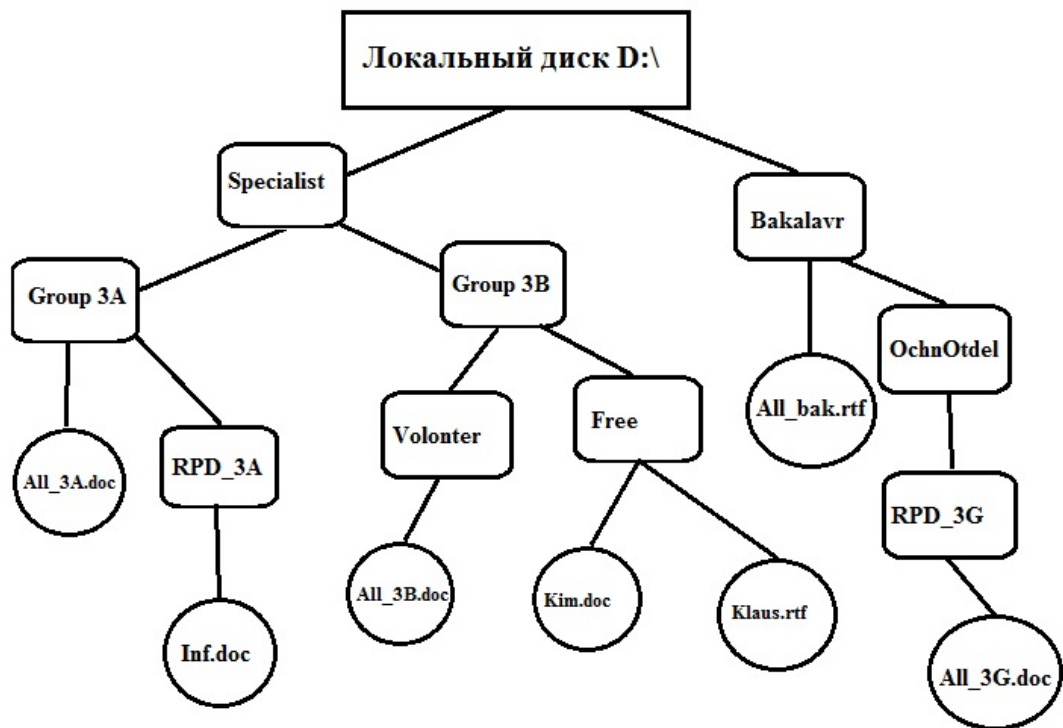 Локальный диск D:\
Specialist
Bakalavr
Group 3A
Group 3B
OchnOtdel
All_bak.rtf
Volonter
Free
All_3A.doc
RPD_3A
RPD_3G
All_3B.doc
Kim.doc
Klaus.rtf
Inf.doc
All_3G.doc